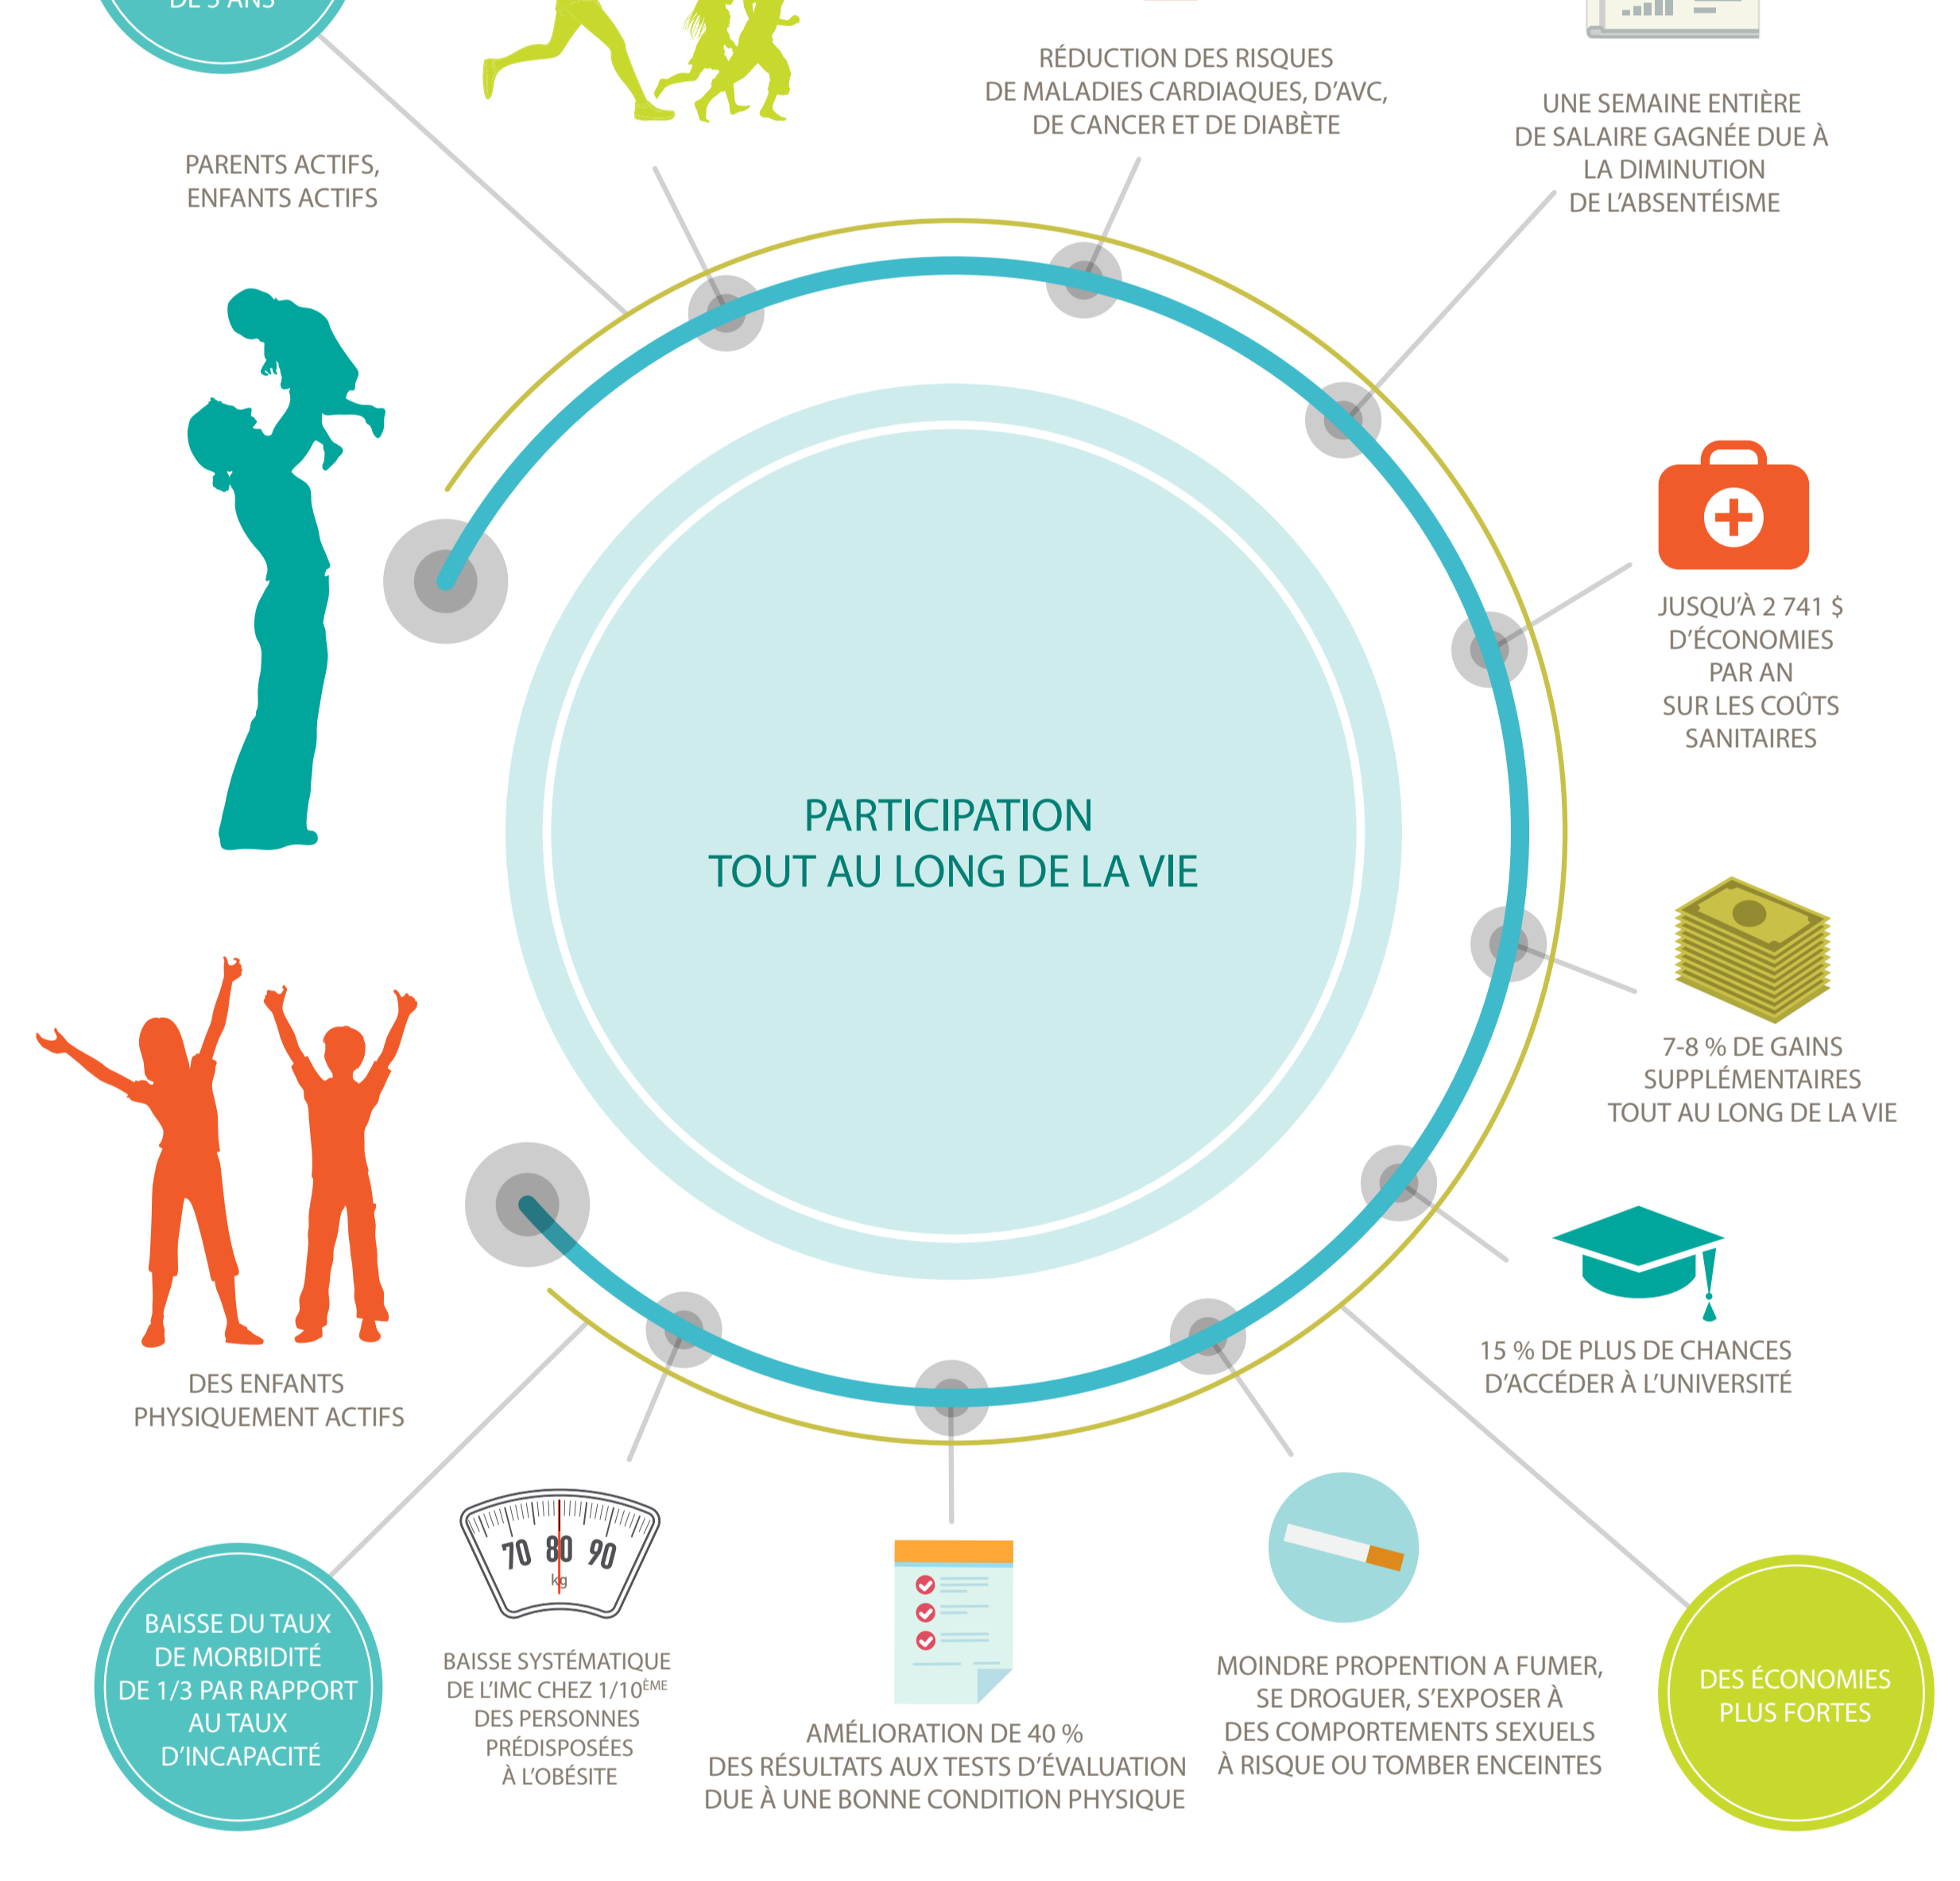 DE 5 ANS
RÉDUCTION DES RISQUES
DE MALADIES CARDIAQUES, D'AVC,
DE CANCER ET DE DIABÈTE
UNE SEMAINE ENTIÈRE
DE SALAIRE GAGNÉE DUE À
LA DIMINUTION
DE L'ABSENTÉISME
PARENTS ACTIFS,
ENFANTS ACTIFS
JUSQU'À 2 741 $
D'ÉCONOMIES
PAR AN
SUR LES COÛTS
SANITAIRES
PARTICIPATION
TOUT AU LONG DE LA VIE
7-8 % DE GAINS
SUPPLÉMENTAIRES
TOUT AU LONG DE LA VIE
15 % DE PLUS DE CHANCES
D'ACCÉDER À L'UNIVERSITÉ
DES ENFANTS
PHYSIQUEMENT ACTIFS
BAISSE DU TAUX
DE MORBIDITÉ
DE 1/3 PAR RAPPORT
AU TAUX
D'INCAPACITÉ
70 80 90
kg
BAISSE SYSTÉMATIQUE
DE L'IMC CHEZ 1/10ÈME
DES PERSONNES
PRÉDISPOSÉES
À L'OBÉSITE
AMÉLIORATION DE 40 %
DES RÉSULTATS AUX TESTS D'ÉVALUATION
DUE À UNE BONNE CONDITION PHYSIQUE
MOINDRE PROPENTION A FUMER,
SE DROGUER, S'EXPOSER À
DES COMPORTEMENTS SEXUELS
À RISQUE OU TOMBER ENCEINTES
DES ÉCONOMIES
PLUS FORTES